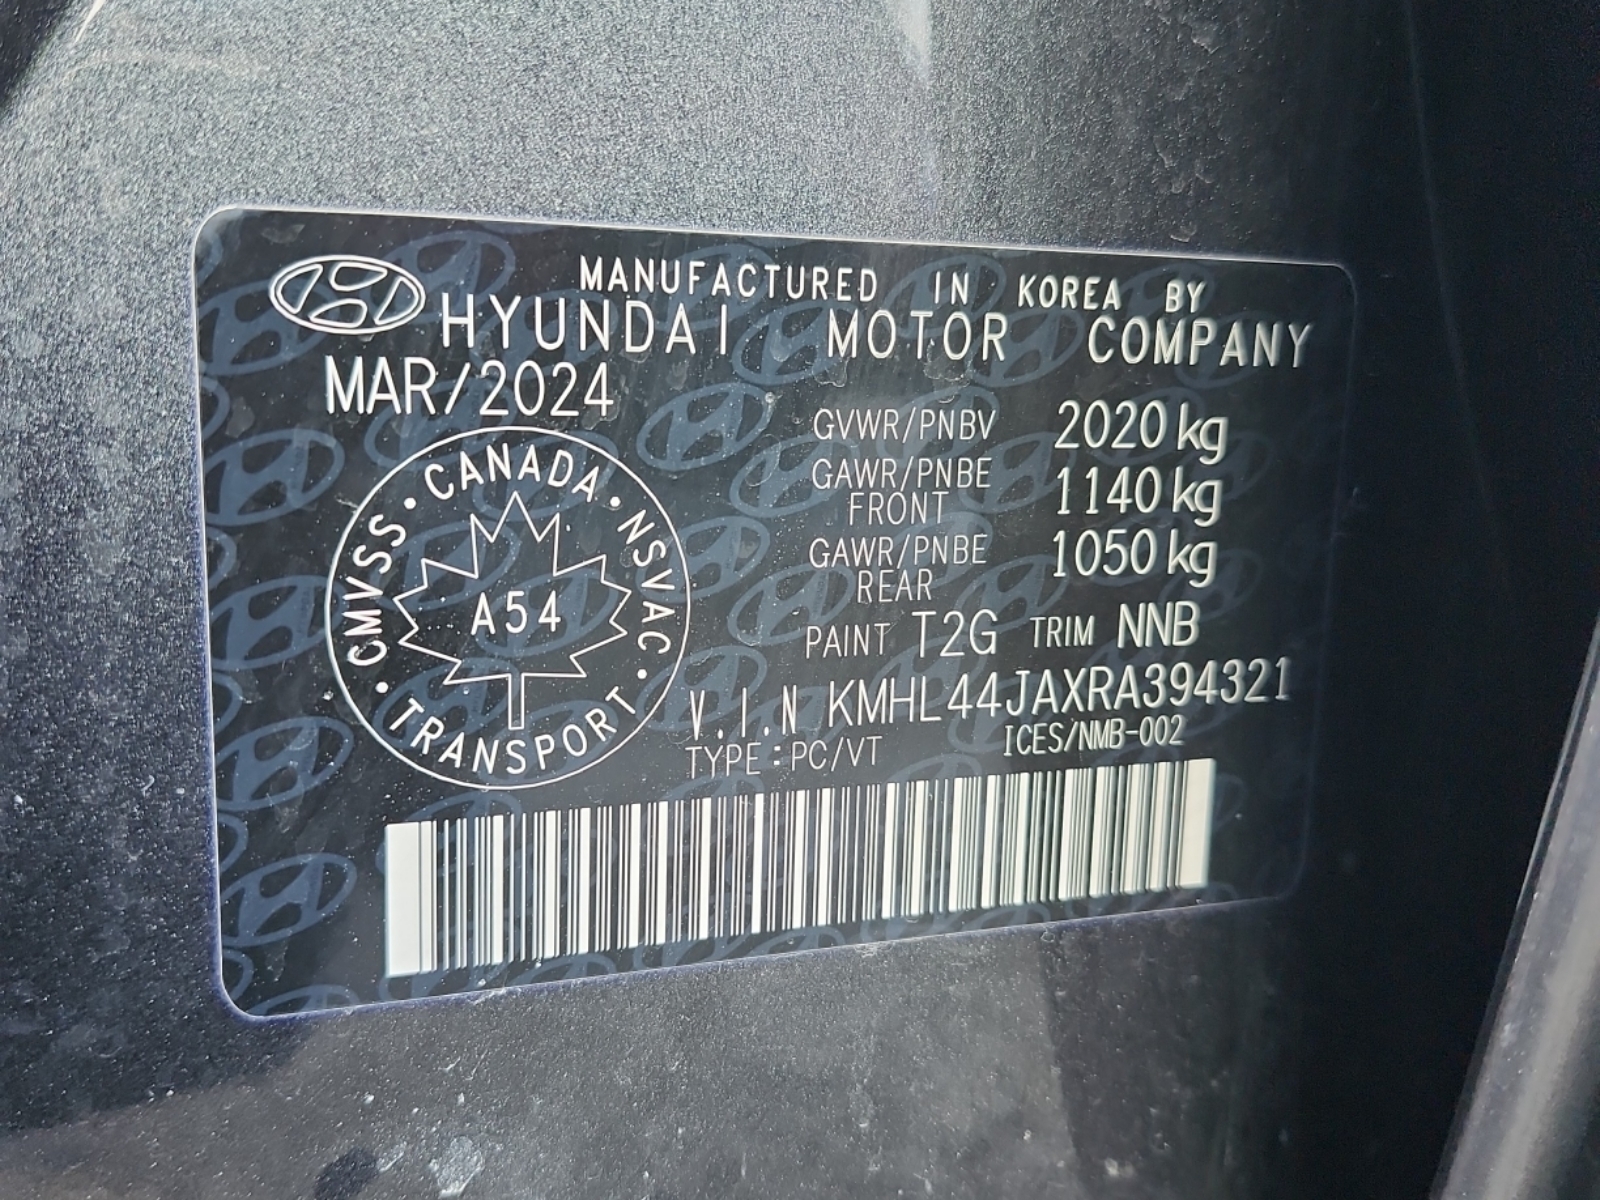 MANUFACTURED IN KOREA BY
HYUNDAI MOTOR COMPANY
MAR/2024
GVWR/PNBV 2020 kg
GAWR/PNBE FRONT 1140 kg
GAWR/PNBE REAR 1050 kg
CMVSS · CANADA · NSVAC · TRANSPORT ·
A54
PAINT T2G TRIM NNB
V.I.N KMHL44JAXRA394321
TYPE : PC/VT ICES/NMB-002